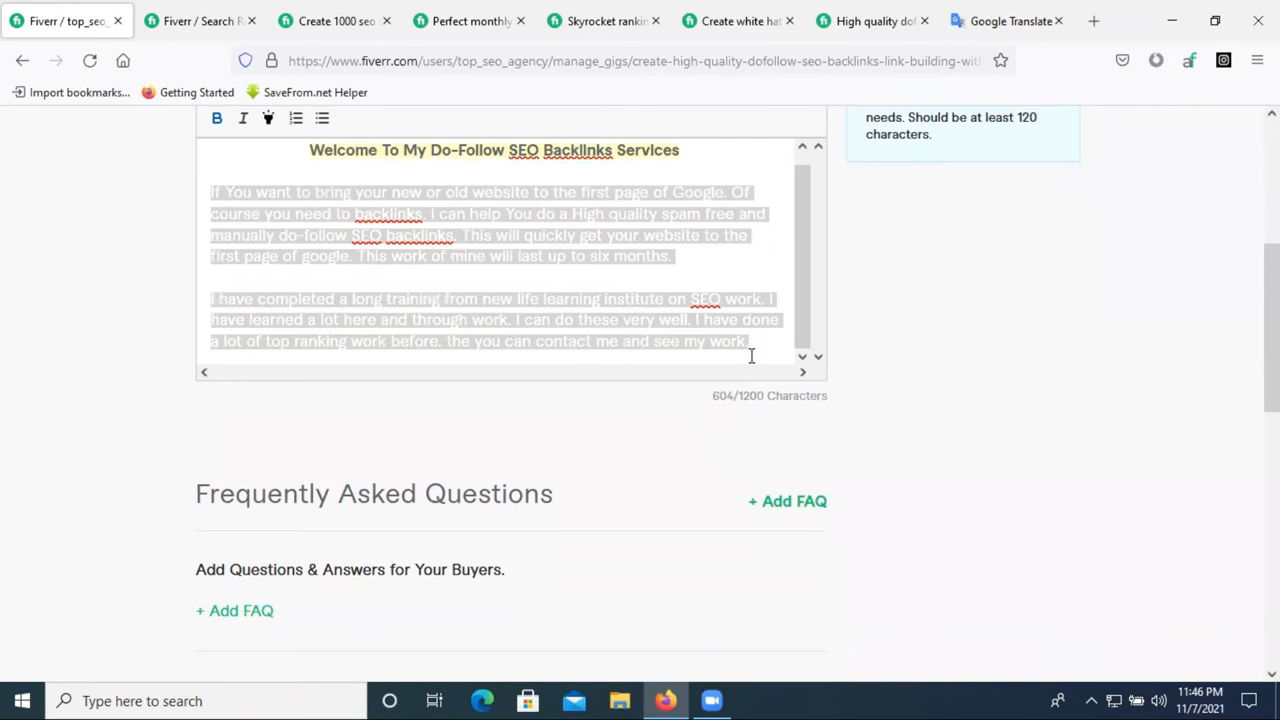 Fiverr / top_seo_
Fiverr / Search R
Create 1000 seo
Perfect monthly
Skyrocket rankin
Create white hat
High quality dof
Google Translate
https://www.fiverr.com/users/top_seo_agency/manage_gigs/create-high-quality-dofollow-seo-backlinks-link-building-wit
Import bookmarks...
Getting Started
SaveFrom.net Helper
B I
needs. Should be at least 120
characters.
Welcome To My Do-Follow SEO Backlinks Services
If You want to bring your new or old website to the first page of Google. Of
course you need to backlinks. I can help You do a High quality spam free and
manually do-follow SEO backlinks. This will quickly get your website to the
first page of google. This work of mine will last up to six months.
I have completed a long training from new life learning institute on SEO work. I
have learned a lot here and through work. I can do these very well. I have done
a lot of top ranking work before. the you can contact me and see my work.
604/1200 Characters
Frequently Asked Questions
+ Add FAQ
Add Questions & Answers for Your Buyers.
+ Add FAQ
Type here to search
11:46 PM
11/7/2021